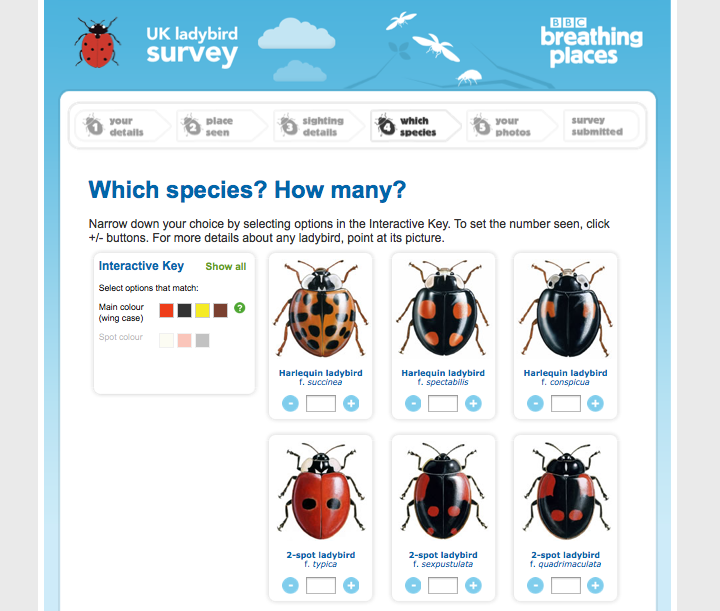 UK ladybird
survey
BBC
breathing
places
1 your
details
2 place
seen
3 sighting
details
4 which
species
5 your
photos
survey
submitted
Which species? How many?
Narrow down your choice by selecting options in the Interactive Key. To set the number seen, click
+/- buttons. For more details about any ladybird, point at its picture.
Interactive Key Show all
Select options that match:
Main colour
(wing case)
?
Spot colour
Harlequin ladybird
f. succinea
- +
Harlequin ladybird
f. spectabilis
- +
Harlequin ladybird
f. conspicua
- +
2-spot ladybird
f. typica
- +
2-spot ladybird
f. sexpustulata
- +
2-spot ladybird
f. quadrimaculata
- +